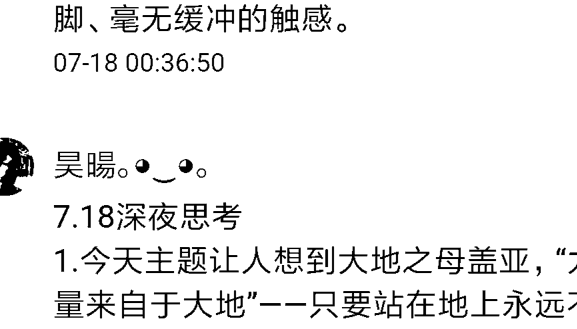 脚、毫无缓冲的触感。
07-18 00:36:50
昊暘。◕‿◕。
7.18深夜思考
1.今天主题让人想到大地之母盖亚，“
量来自于大地”——只要站在地上永远